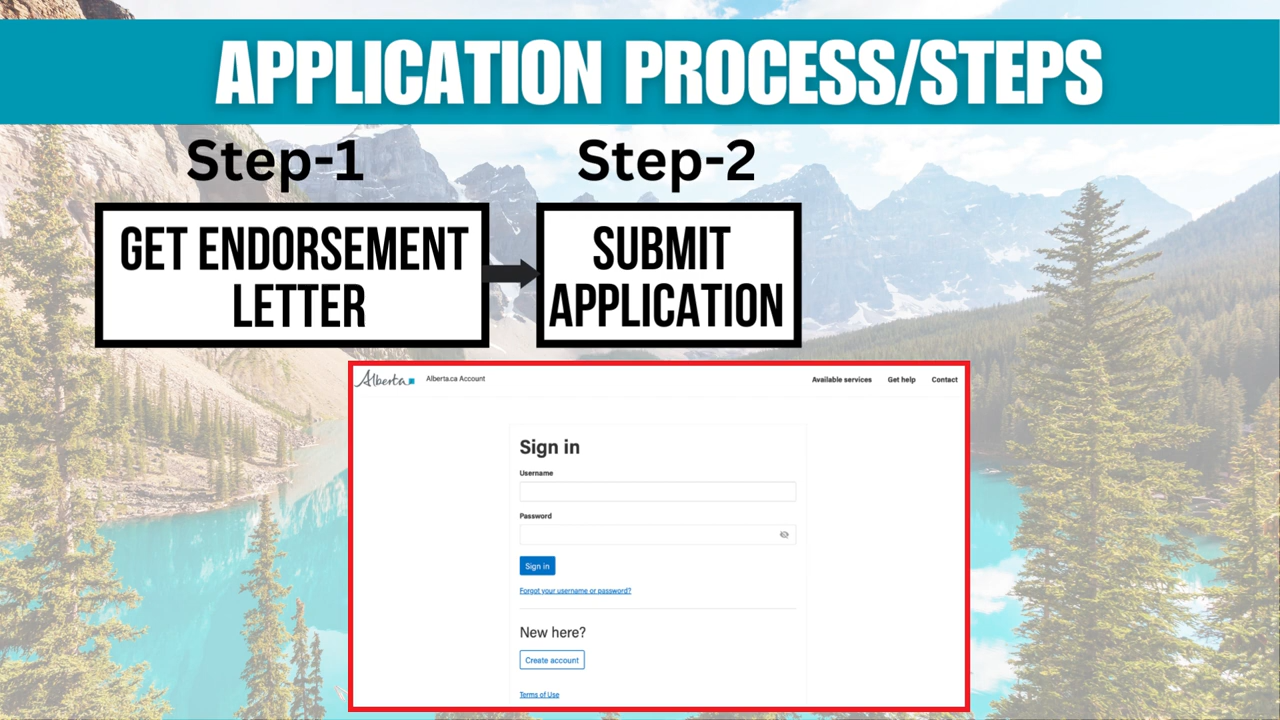 APPLICATION PROCESS/STEPS
Step-1
GET ENDORSEMENT
LETTER
Step-2
SUBMIT
APPLICATION
Alberta
Alberta.ca Account
Available services
Get help
Contact
Sign in
Username
Password
Sign in
Forgot your username or password?
New here?
Create account
Terms of Use